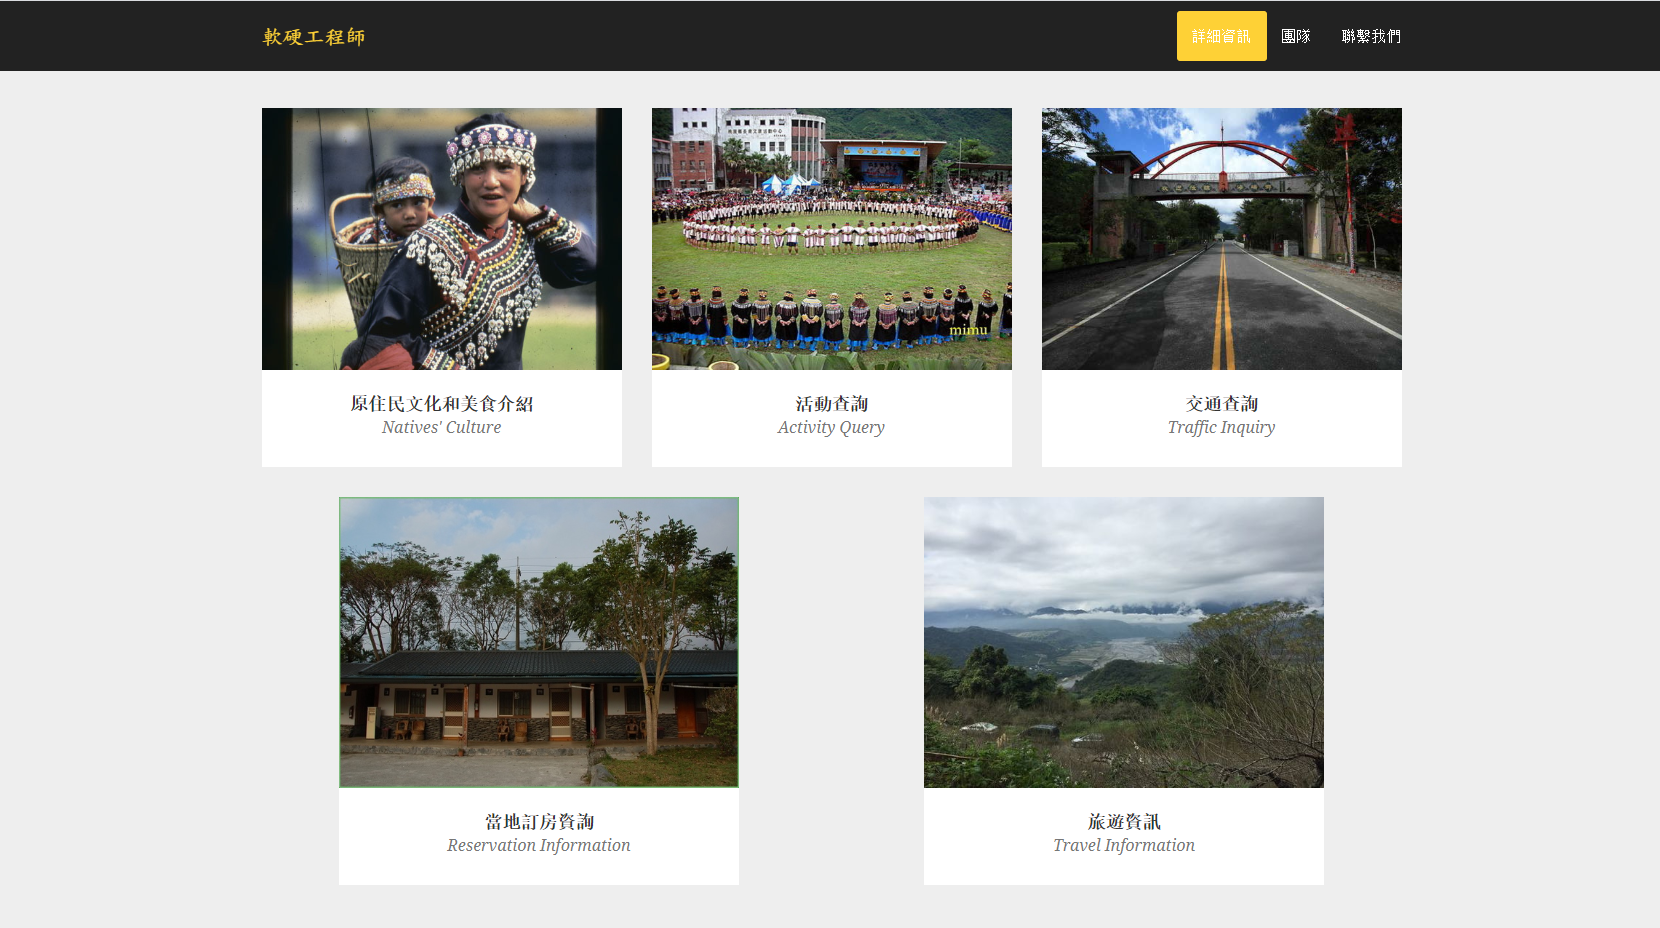 軟硬工程師
詳細資訊
團隊
聯繫我們
mimu
原住民文化和美食介紹
Natives' Culture
活動查詢
Activity Query
交通查詢
Traffic Inquiry
當地訂房資詢
Reservation Information
旅遊資訊
Travel Information